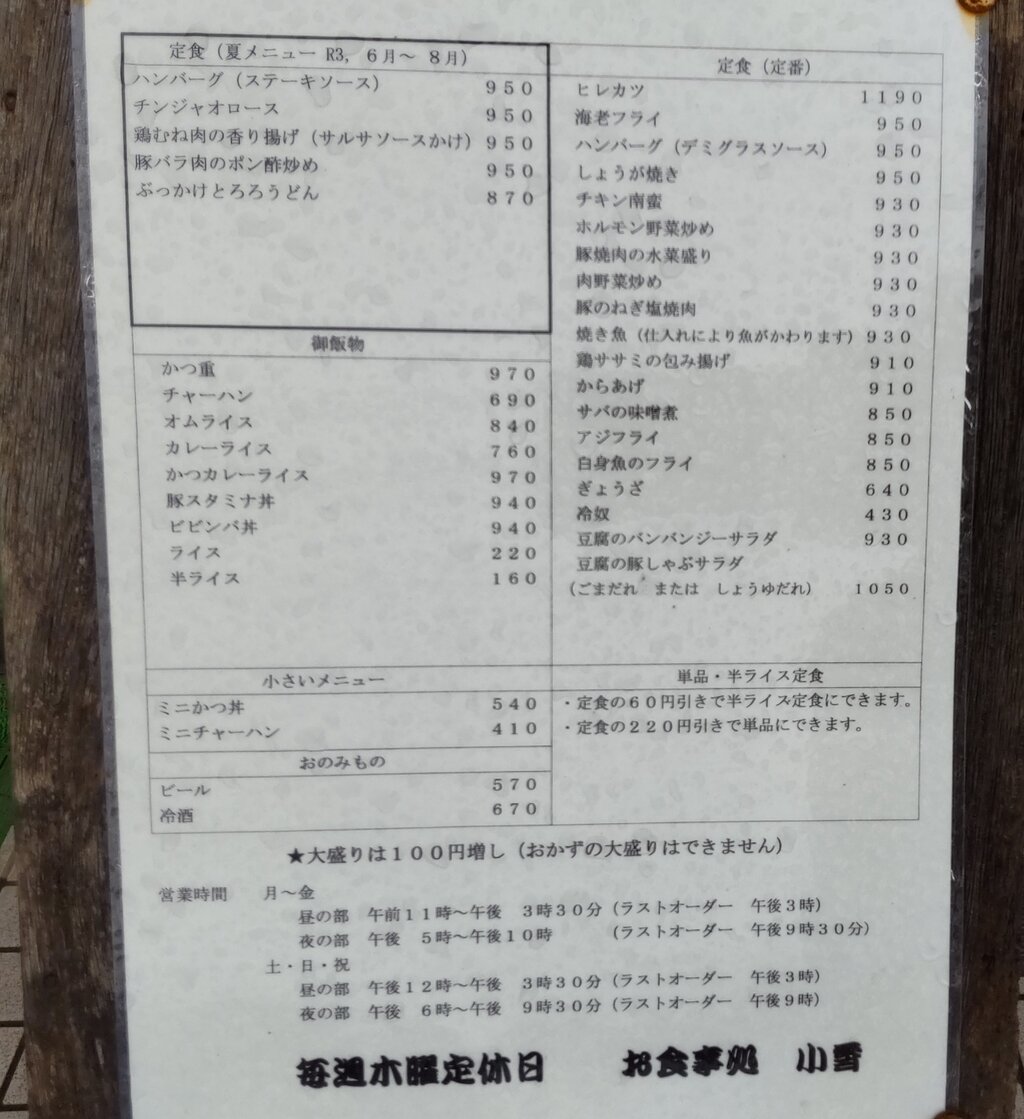 定食（夏メニュー R3, ６月～ ８月）
ハンバーグ（ステーキソース） ９５０
チンジャオロース ９５０
鶏むね肉の香り揚げ（サルサソースかけ） ９５０
豚バラ肉のポン酢炒め ９５０
ぶっかけとろろうどん ８７０
御飯物
かつ重 ９７０
チャーハン ６９０
オムライス ８４０
カレーライス ７６０
かつカレーライス ９７０
豚スタミナ丼 ９４０
ビビンバ丼 ９４０
ライス ２２０
半ライス １６０
小さいメニュー
ミニかつ丼 ５４０
ミニチャーハン ４１０
おのみもの
ビール ５７０
冷酒 ６７０
定食（定番）
ヒレカツ １１９０
海老フライ ９５０
ハンバーグ（デミグラスソース） ９５０
しょうが焼き ９５０
チキン南蛮 ９３０
ホルモン野菜炒め ９３０
豚焼肉の水菜盛り ９３０
肉野菜炒め ９３０
豚のねぎ塩焼肉 ９３０
焼き魚（仕入れにより魚がかわります） ９３０
鶏ササミの包み揚げ ９１０
からあげ ９１０
サバの味噌煮 ８５０
アジフライ ８５０
白身魚のフライ ８５０
ぎょうざ ６４０
冷奴 ４３０
豆腐のバンバンジーサラダ ９３０
豆腐の豚しゃぶサラダ
（ごまだれ　または　しょうゆだれ） １０５０
単品・半ライス定食
・定食の６０円引きで半ライス定食にできます。
・定食の２２０円引きで単品にできます。
★大盛りは１００円増し（おかずの大盛りはできません）
営業時間　月～金
昼の部　午前１１時～午後　３時３０分（ラストオーダー　午後３時）
夜の部　午後　５時～午後１０時　（ラストオーダー　午後９時３０分）
土・日・祝
昼の部　午後１２時～午後　３時３０分（ラストオーダー　午後３時）
夜の部　午後　６時～午後　９時３０分（ラストオーダー　午後９時）
毎週木曜定休日　お食事処　小雪